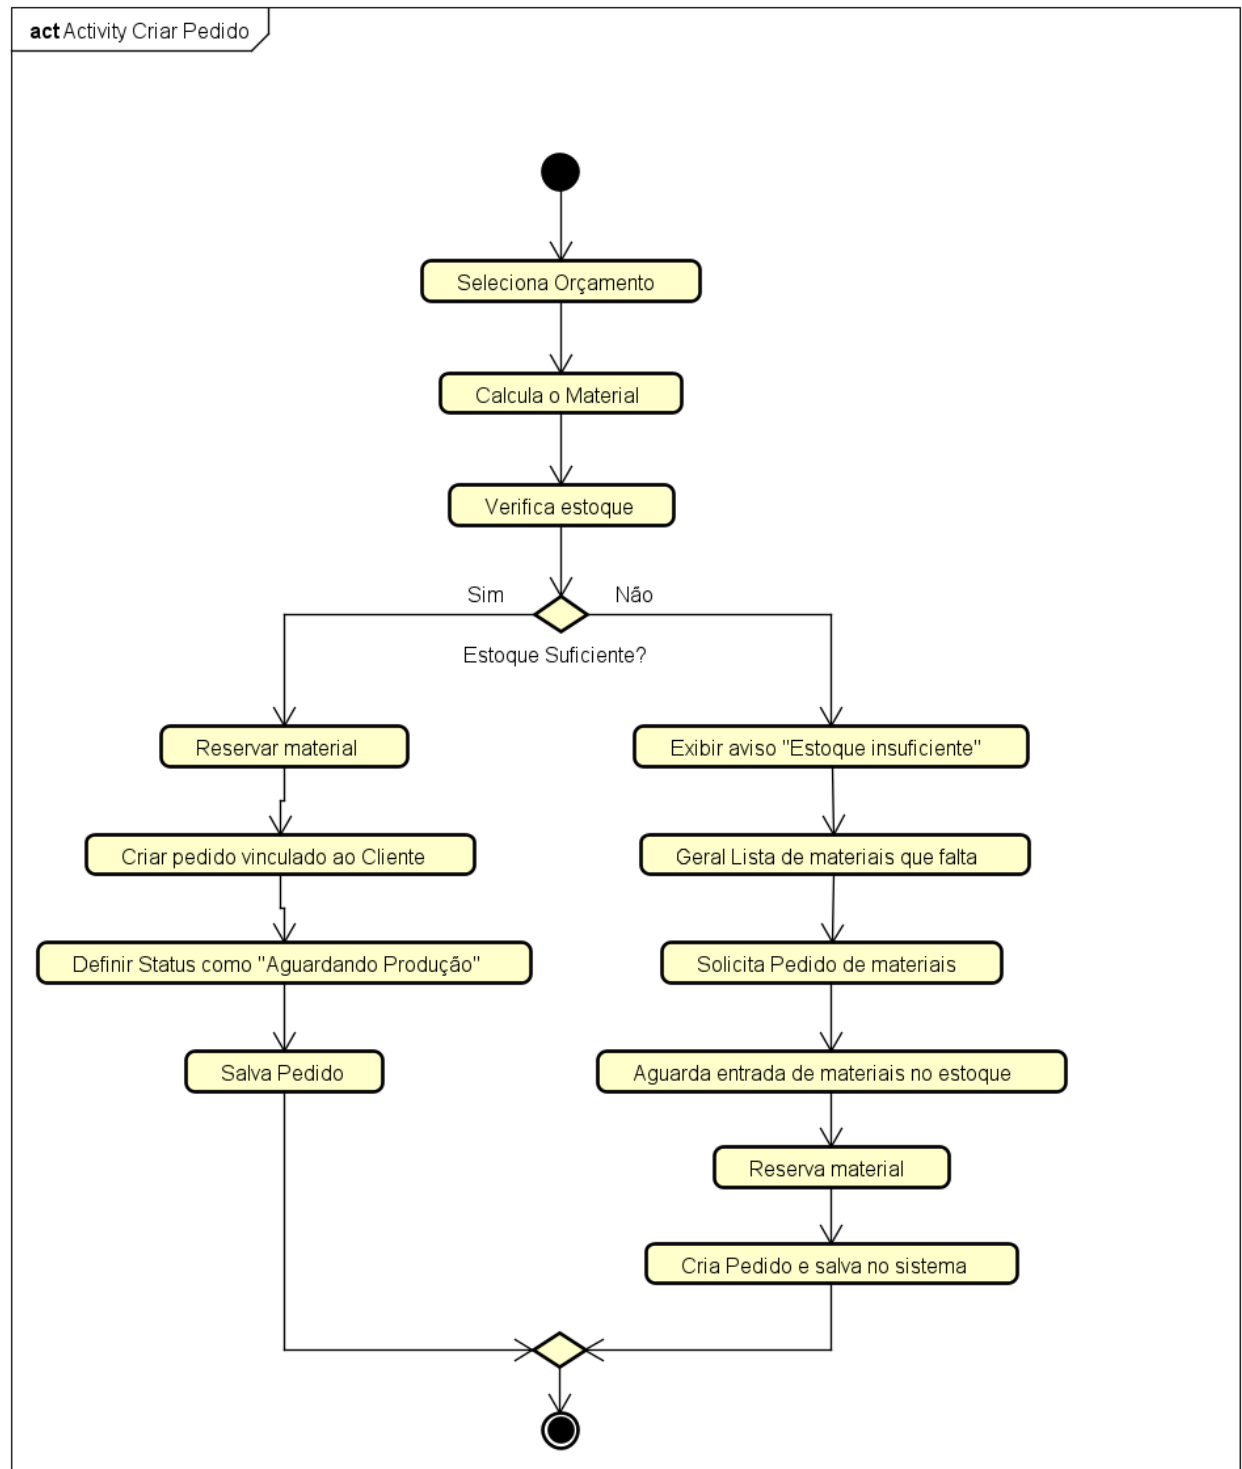 act Activity Criar Pedido
Seleciona Orçamento
Calcula o Material
Verifica estoque
Sim
Não
Estoque Suficiente?
Reservar material
Exibir aviso "Estoque insuficiente"
Criar pedido vinculado ao Cliente
Geral Lista de materiais que falta
Definir Status como "Aguardando Produção"
Solicita Pedido de materiais
Salva Pedido
Aguarda entrada de materiais no estoque
Reserva material
Cria Pedido e salva no sistema